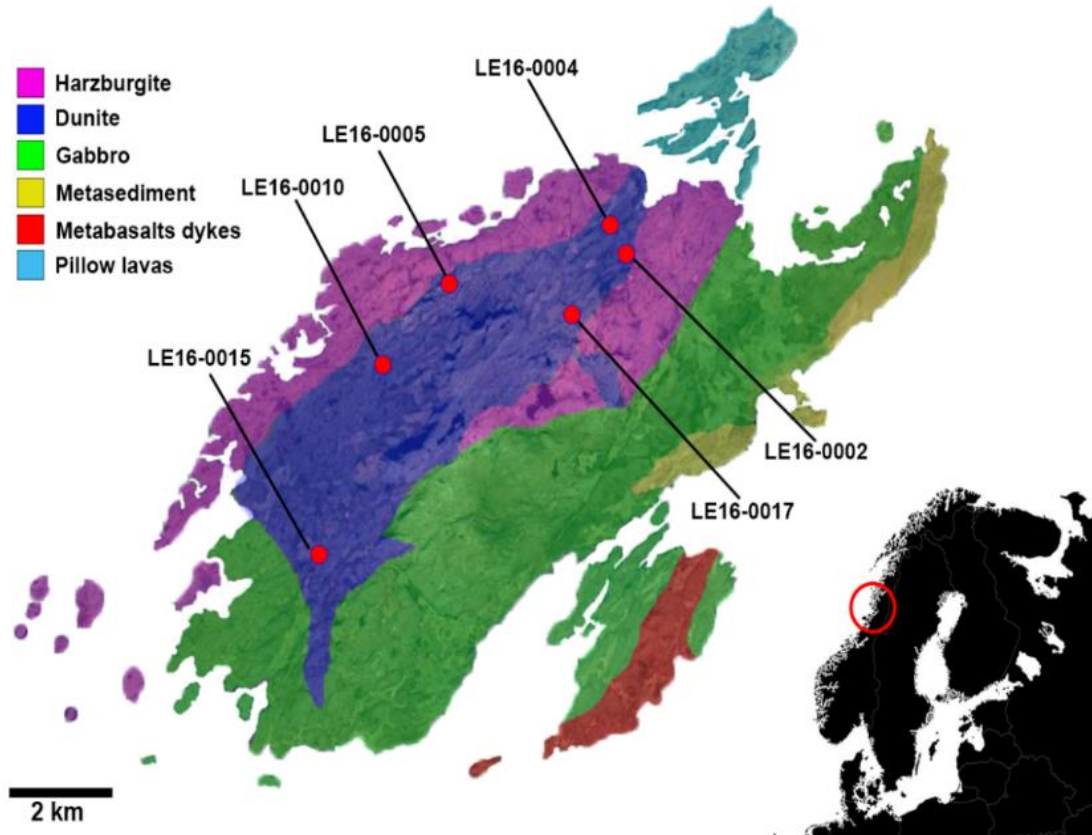 Harzburgite
Dunite
Gabbro
Metasediment
Metabasalts dykes
Pillow lavas
LE16-0004
LE16-0005
LE16-0010
LE16-0015
LE16-0002
LE16-0017
2 km